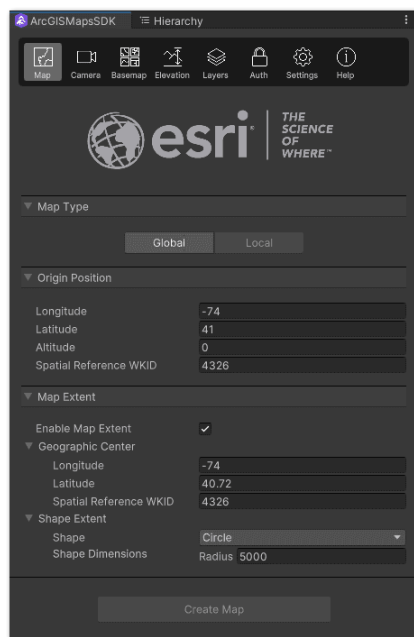 ArcGISMapsSDK Hierarchy
Map Camera Basemap Elevation Layers Auth Settings Help
esri THE
SCIENCE
OF
WHERE™
Map Type
Global Local
Origin Position
Longitude -74
Latitude 41
Altitude 0
Spatial Reference WKID 4326
Map Extent
Enable Map Extent
Geographic Center
Longitude -74
Latitude 40.72
Spatial Reference WKID 4326
Shape Extent
Shape Circle
Shape Dimensions Radius 5000
Create Map